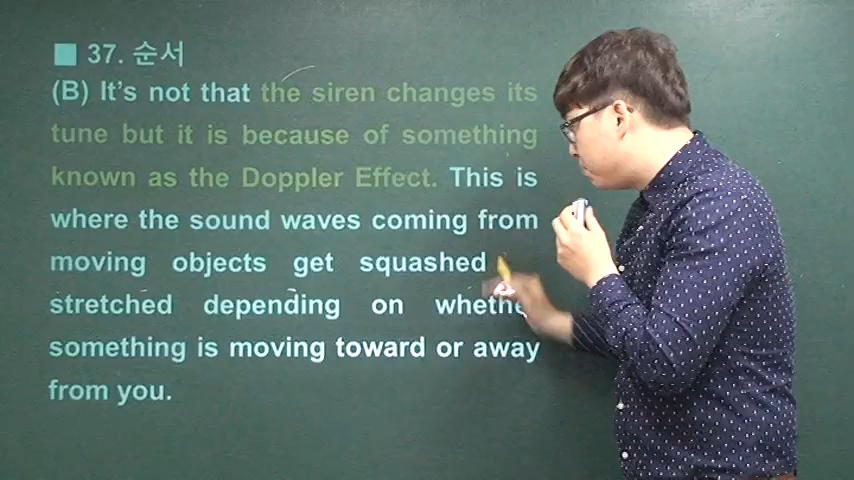 37. 순서
(B) It's not that the siren changes its
tune but it is because of something
known as the Doppler Effect. This is
where the sound waves coming from
moving objects get squashed
stretched depending on
something is moving toward or away
from you.